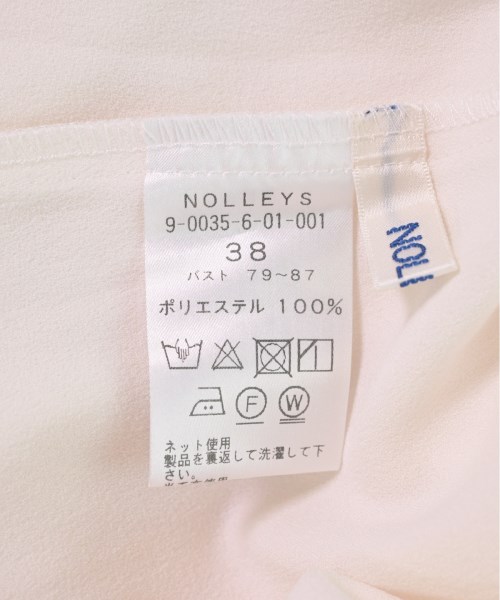 NOLLEYS
9-0035-6-01-001
38
バスト 79~87
ポリエステル 100%
F W
ネット使用
製品を裏返して洗濯して下
さい。
NOL